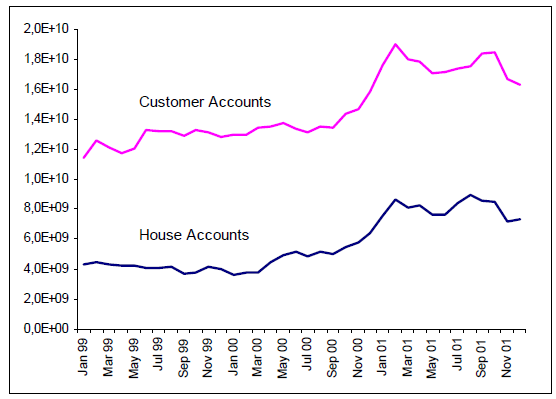 2,0E+10
1,8E+10
1,6E+10
1,4E+10
1,2E+10
1,0E+10
8,0E+09
6,0E+09
4,0E+09
2,0E+09
0,0E+00
Customer Accounts
House Accounts
Jan 99
Mar 99
May 99
Jul 99
Sep 99
Nov 99
Jan 00
Mar 00
May 00
Jul 00
Sep 00
Nov 00
Jan 01
Mar 01
May 01
Jul 01
Sep 01
Nov 01